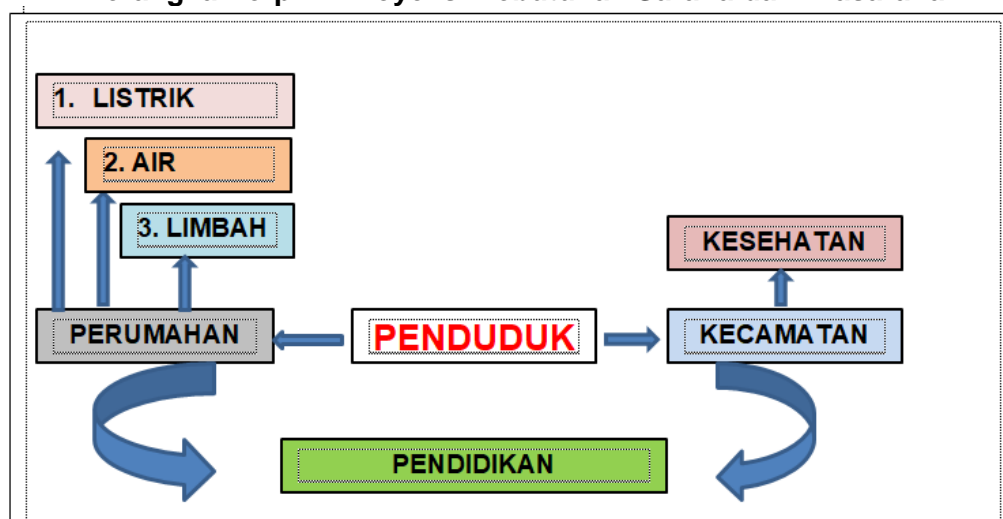 1. LISTRIK
2. AIR
3. LIMBAH
KESEHATAN
PERUMAHAN
PENDUDUK
KECAMATAN
PENDIDIKAN